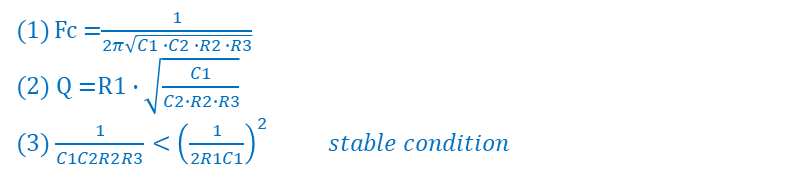 (1) Fc = 1 / (2π√(C1 ·C2 ·R2 ·R3))
(2) Q =R1 · √(C1 / (C2·R2·R3))
(3) 1 / (C1C2R2R3) < (1 / (2R1C1))² stable condition